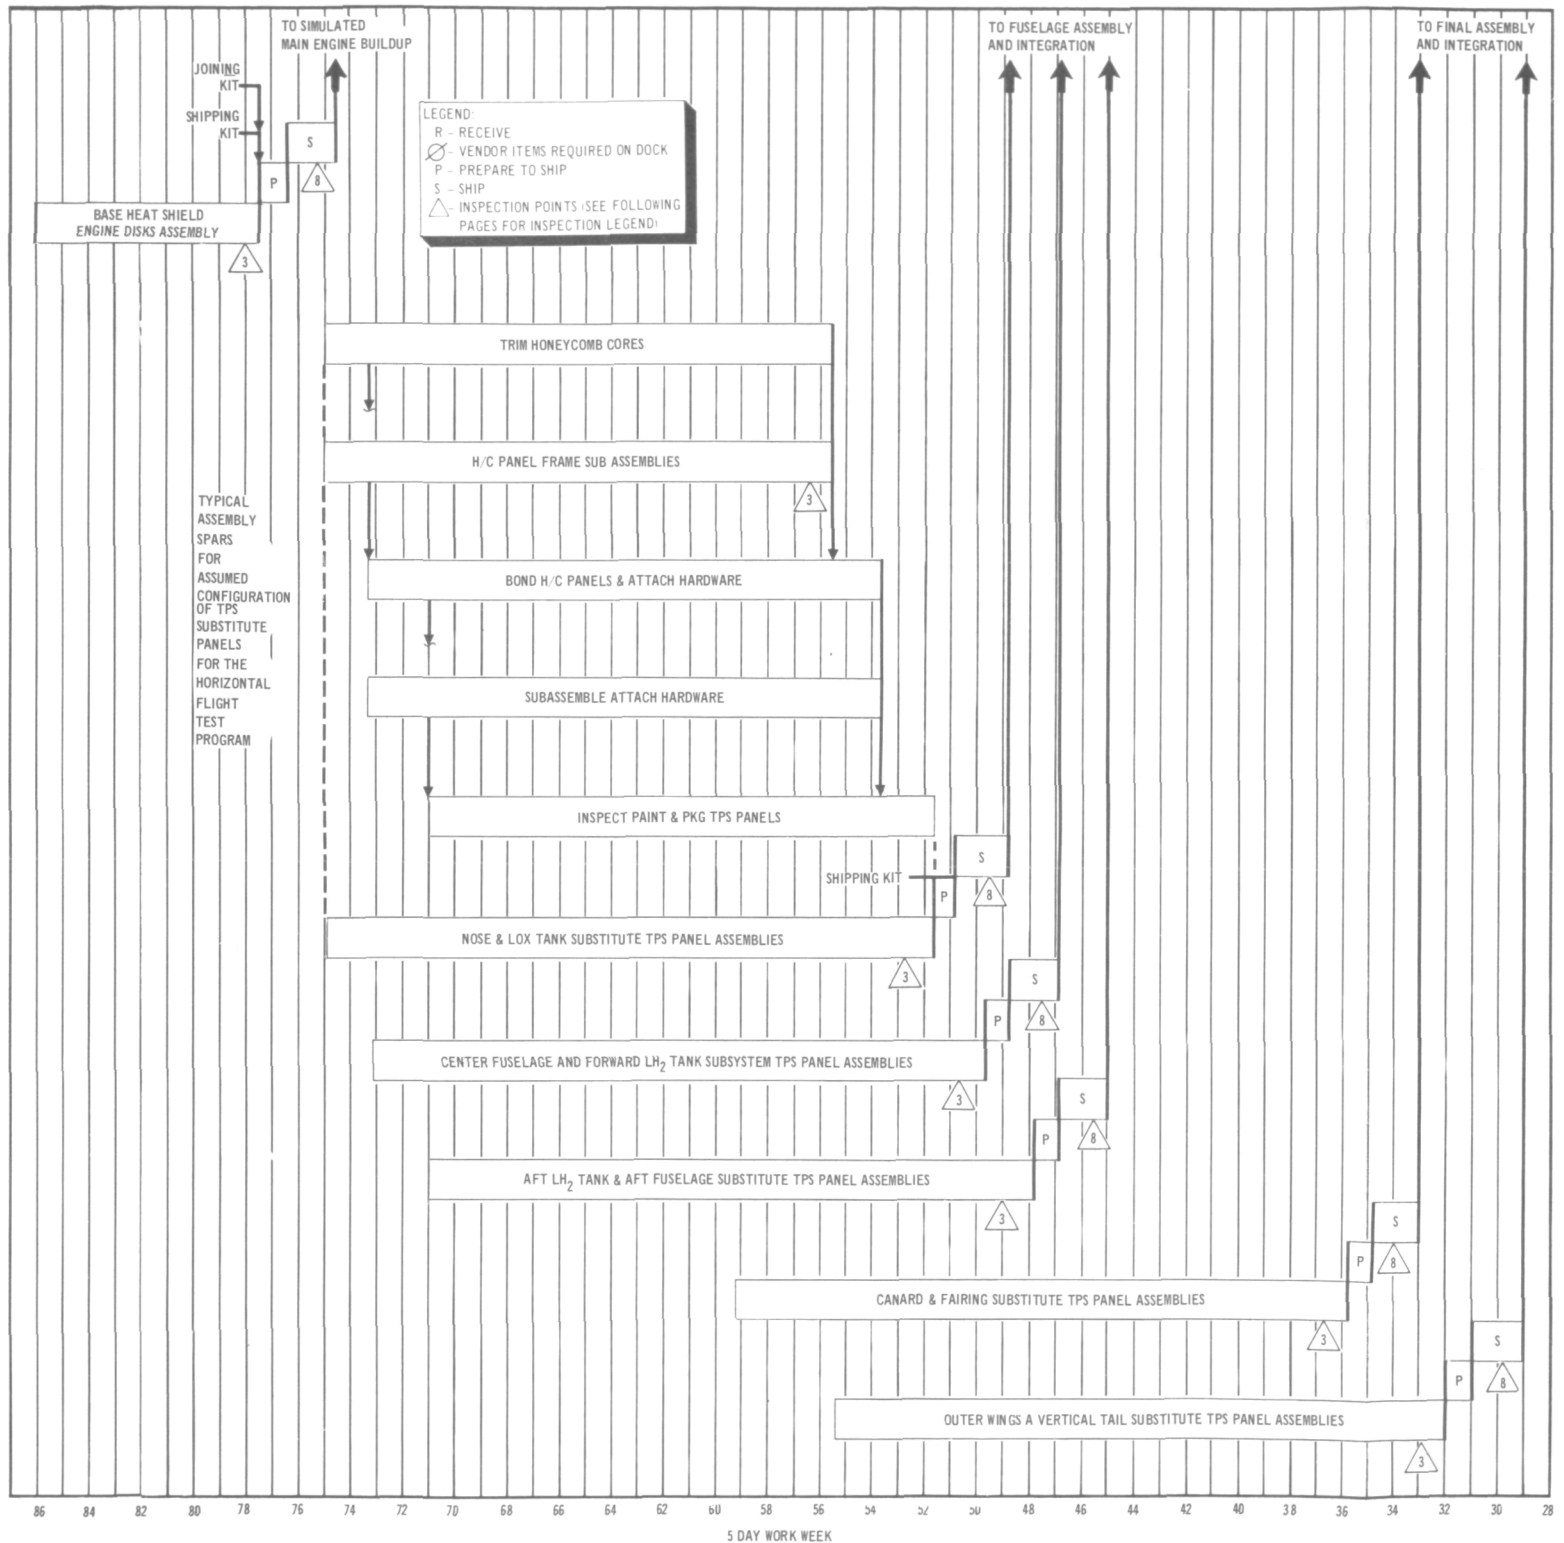 TO SIMULATED
MAIN ENGINE BUILDUP
TO FUSELAGE ASSEMBLY
AND INTEGRATION
TO FINAL ASSEMBLY
AND INTEGRATION
JOINING
KIT
SHIPPING
KIT
S
8
P
BASE HEAT SHIELD
ENGINE DISKS ASSEMBLY
3
LEGEND:
R - RECEIVE
- VENDOR ITEMS REQUIRED ON DOCK
P - PREPARE TO SHIP
S - SHIP
- INSPECTION POINTS (SEE FOLLOWING
PAGES FOR INSPECTION LEGEND)
TRIM HONEYCOMB CORES
H/C PANEL FRAME SUB ASSEMBLIES
3
TYPICAL
ASSEMBLY
SPARS
FOR
ASSUMED
CONFIGURATION
OF TPS
SUBSTITUTE
PANELS
FOR THE
HORIZONTAL
FLIGHT
TEST
PROGRAM
BOND H/C PANELS & ATTACH HARDWARE
SUBASSEMBLE ATTACH HARDWARE
INSPECT PAINT & PKG TPS PANELS
S
SHIPPING KIT
P
8
NOSE & LOX TANK SUBSTITUTE TPS PANEL ASSEMBLIES
3
S
P
8
CENTER FUSELAGE AND FORWARD LH2 TANK SUBSYSTEM TPS PANEL ASSEMBLIES
3
S
P
8
AFT LH2 TANK & AFT FUSELAGE SUBSTITUTE TPS PANEL ASSEMBLIES
3
S
P
8
CANARD & FAIRING SUBSTITUTE TPS PANEL ASSEMBLIES
3
S
P
8
OUTER WINGS A VERTICAL TAIL SUBSTITUTE TPS PANEL ASSEMBLIES
3
86 84 82 80 78 76 74 72 70 68 66 64 62 60 58 56 54 52 50 48 46 44 42 40 38 36 34 32 30 28
5 DAY WORK WEEK